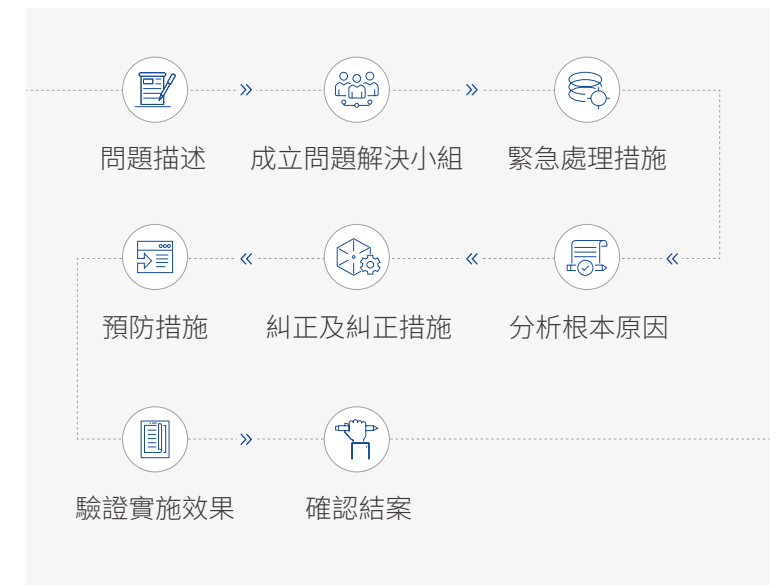 問題描述
成立問題解決小組
緊急處理措施
分析根本原因
糾正及糾正措施
預防措施
驗證實施效果
確認結案